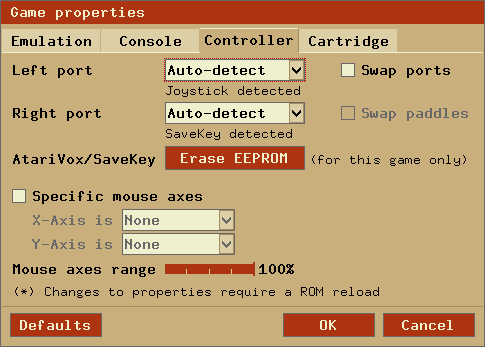 Game properties
Emulation Console Controller Cartridge
Left port Auto-detect Swap ports
Joystick detected
Right port Auto-detect Swap paddles
SaveKey detected
AtariVox/SaveKey Erase EEPROM (for this game only)
Specific mouse axes
X-Axis is None
Y-Axis is None
Mouse axes range 100%
(*) Changes to properties require a ROM reload
Defaults OK Cancel